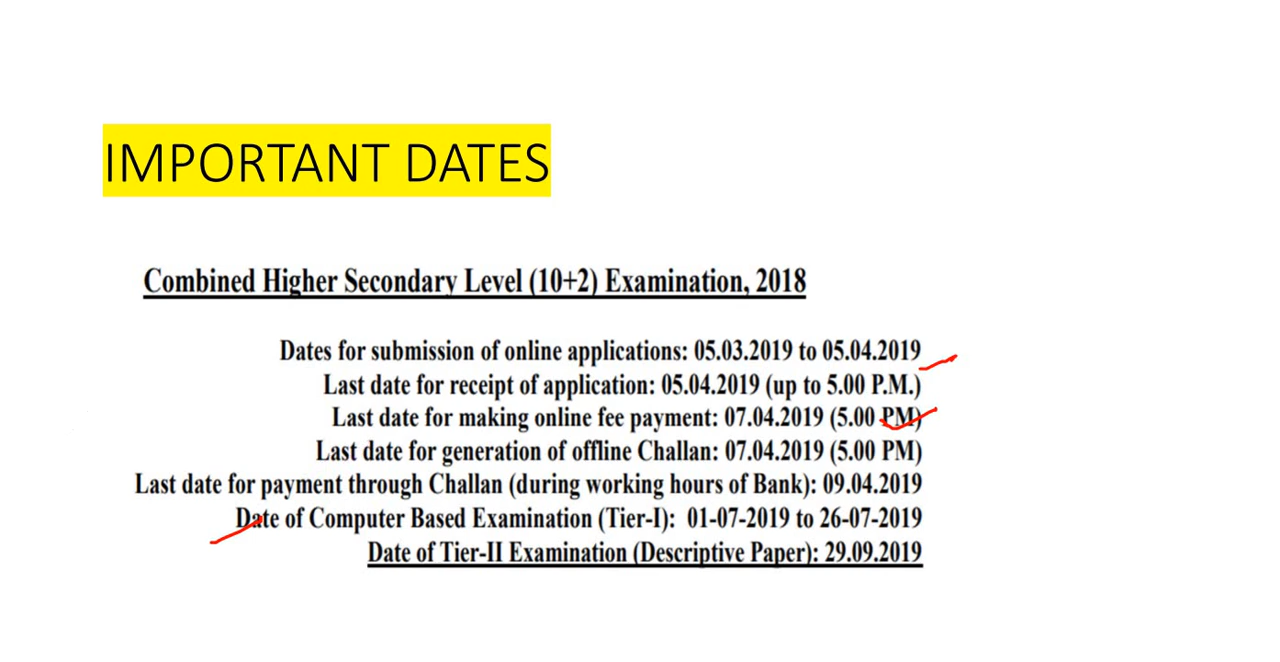 IMPORTANT DATES
Combined Higher Secondary Level (10+2) Examination, 2018
Dates for submission of online applications: 05.03.2019 to 05.04.2019
Last date for receipt of application: 05.04.2019 (up to 5.00 P.M.)
Last date for making online fee payment: 07.04.2019 (5.00 PM)
Last date for generation of offline Challan: 07.04.2019 (5.00 PM)
Last date for payment through Challan (during working hours of Bank): 09.04.2019
Date of Computer Based Examination (Tier-I): 01-07-2019 to 26-07-2019
Date of Tier-II Examination (Descriptive Paper): 29.09.2019